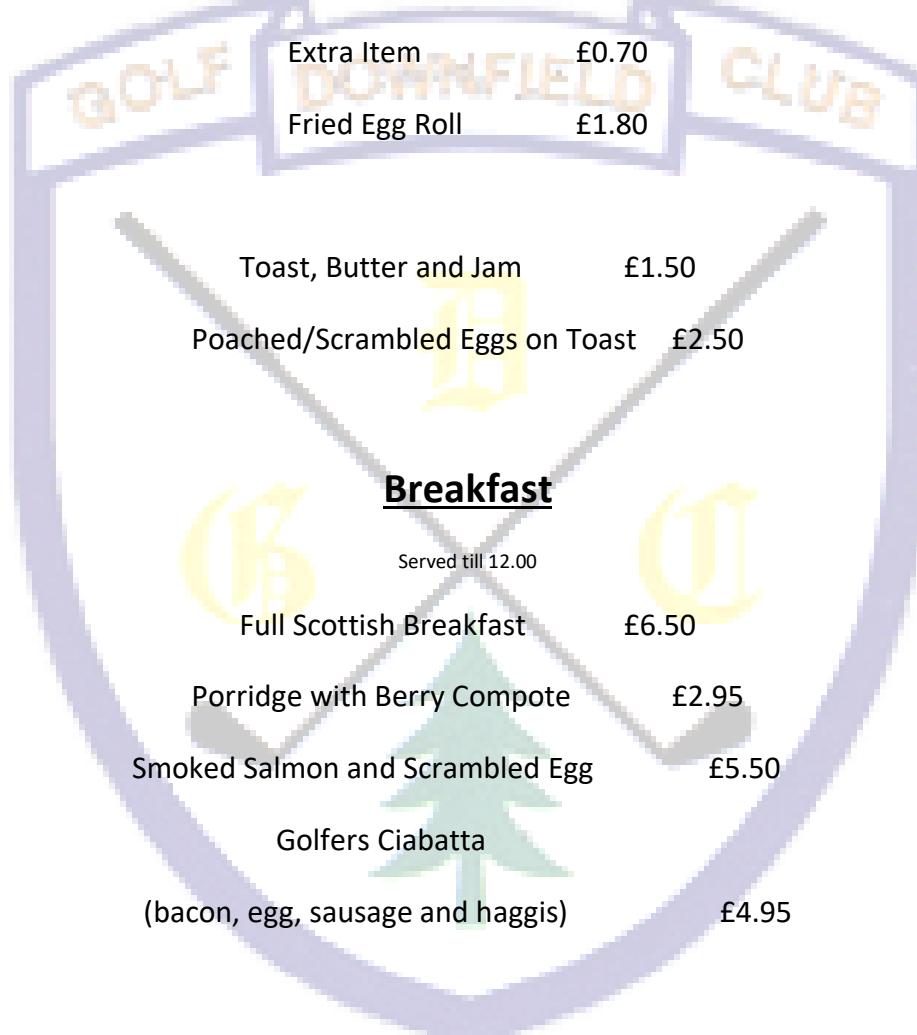 GOLF DOWNFIELD CLUB
Extra Item £0.70
Fried Egg Roll £1.80
Toast, Butter and Jam £1.50
Poached/Scrambled Eggs on Toast £2.50
D
G C
Breakfast
Served till 12.00
Full Scottish Breakfast £6.50
Porridge with Berry Compote £2.95
Smoked Salmon and Scrambled Egg £5.50
Golfers Ciabatta
(bacon, egg, sausage and haggis) £4.95